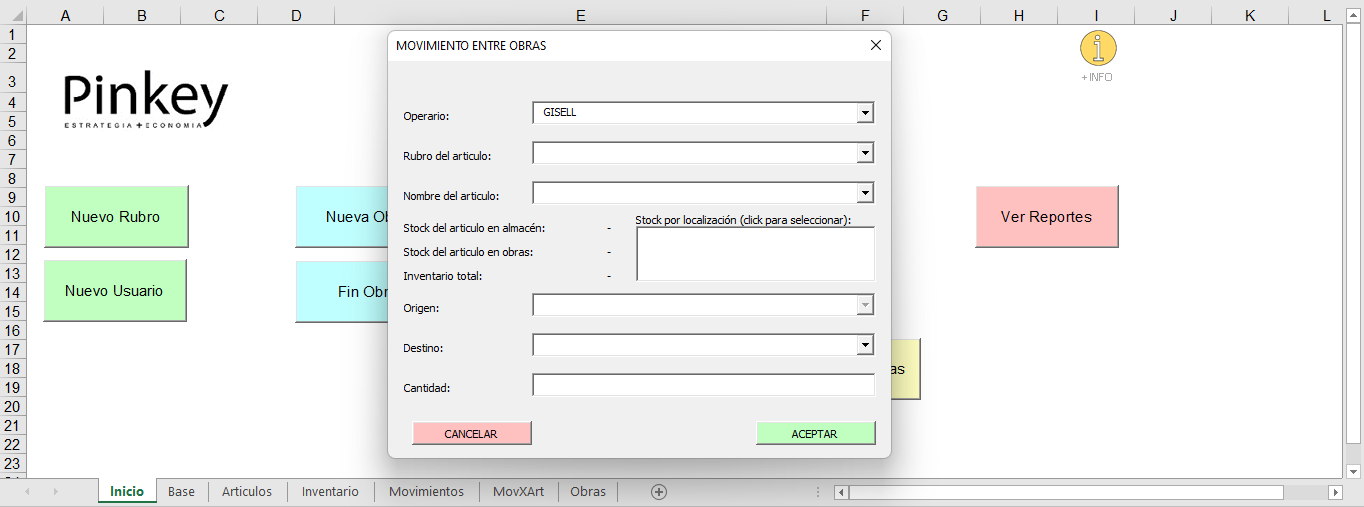 A B C D E F G H I J K L
1
2
3
4
5
6
7
8
9
10
11
12
13
14
15
16
17
18
19
20
21
22
23
Pinkey
ESTRATEGIA + ECONOMIA
+ INFO
Nuevo Rubro
Nueva Ob
Ver Reportes
Nuevo Usuario
Fin Obr
as
MOVIMIENTO ENTRE OBRAS
Operario: GISELL
Rubro del articulo:
Nombre del articulo:
Stock por localización (click para seleccionar):
Stock del articulo en almacén: -
Stock del articulo en obras: -
Inventario total: -
Origen:
Destino:
Cantidad:
CANCELAR ACEPTAR
Inicio Base Articulos Inventario Movimientos MovXArt Obras